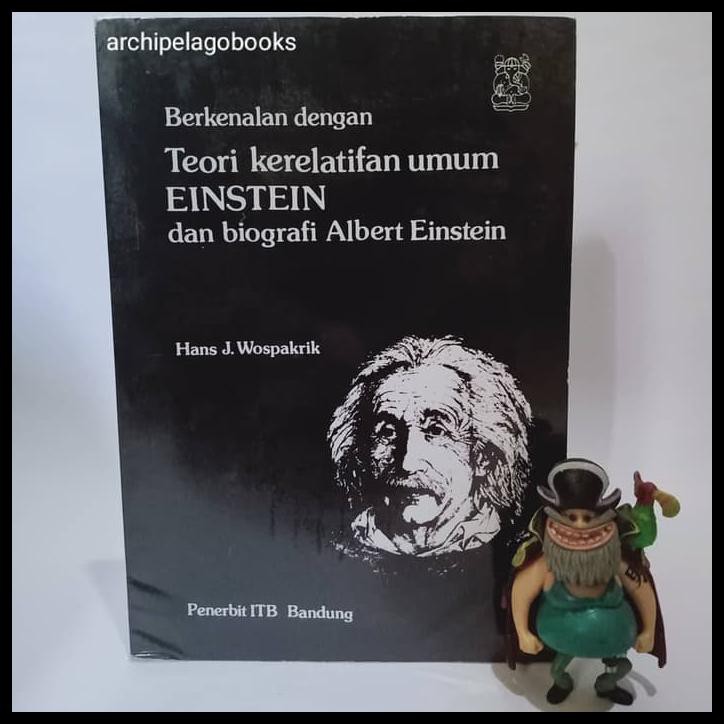 archipelagobooks
Berkenalan dengan
Teori kerelatifan umum
EINSTEIN
dan biografi Albert Einstein
Hans J. Wospakrik
Penerbit ITB Bandung